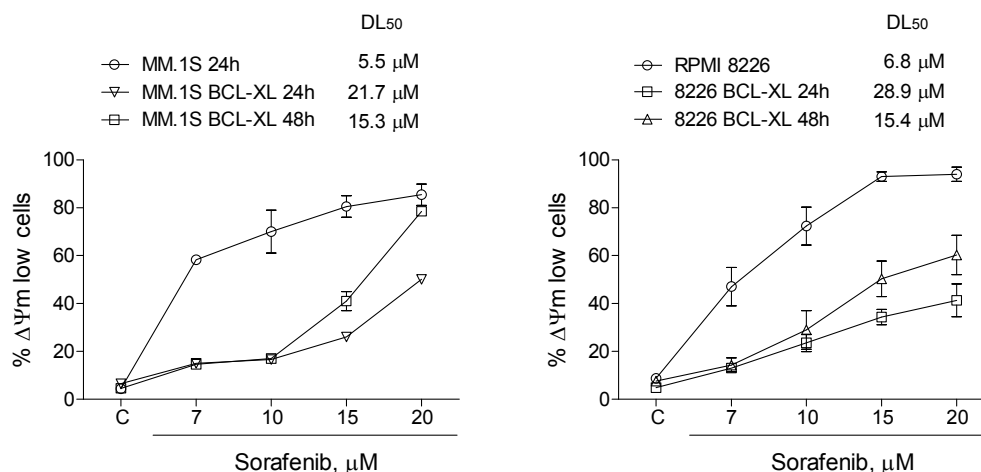 DL50
MM.1S 24h 5.5 μM
MM.1S BCL-XL 24h 21.7 μM
MM.1S BCL-XL 48h 15.3 μM
100
80
60
40
20
0
% ΔΨm low cells
C 7 10 15 20
Sorafenib, μM
DL50
RPMI 8226 6.8 μM
8226 BCL-XL 24h 28.9 μM
8226 BCL-XL 48h 15.4 μM
100
80
60
40
20
0
% ΔΨm low cells
C 7 10 15 20
Sorafenib, μM